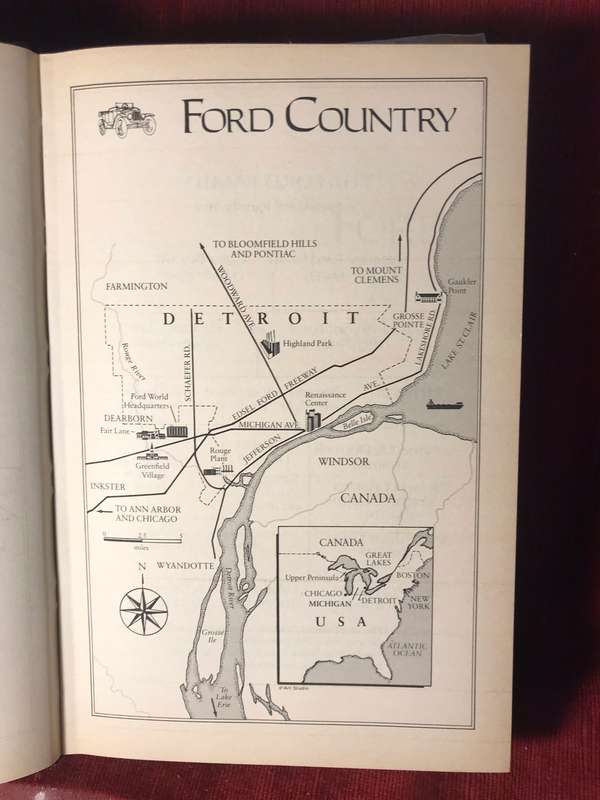 FORD COUNTRY
TO BLOOMFIELD HILLS
AND PONTIAC
TO MOUNT
CLEMENS
FARMINGTON
WOODWARD AVE.
Gaukler
Point
DETROIT
GROSSE
POINTE
LAKESHORE RD.
LAKE ST. CLAIR
Highland Park
Rouge River
SCHAEFER RD.
EDSEL FORD FREEWAY
AVE.
Ford World
Headquarters
Renaissance
Center
DEARBORN
Fair Lane
MICHIGAN AVE.
Belle Isle
Greenfield
Village
Rouge
Plant
JEFFERSON
WINDSOR
INKSTER
CANADA
TO ANN ARBOR
AND CHICAGO
0 2.5 5
miles
WYANDOTTE
N
Detroit River
Grosse
Ile
To
Lake
Erie
CANADA
GREAT
LAKES
Upper Peninsula
BOSTON
CHICAGO
MICHIGAN
DETROIT
NEW
YORK
USA
ATLANTIC
OCEAN